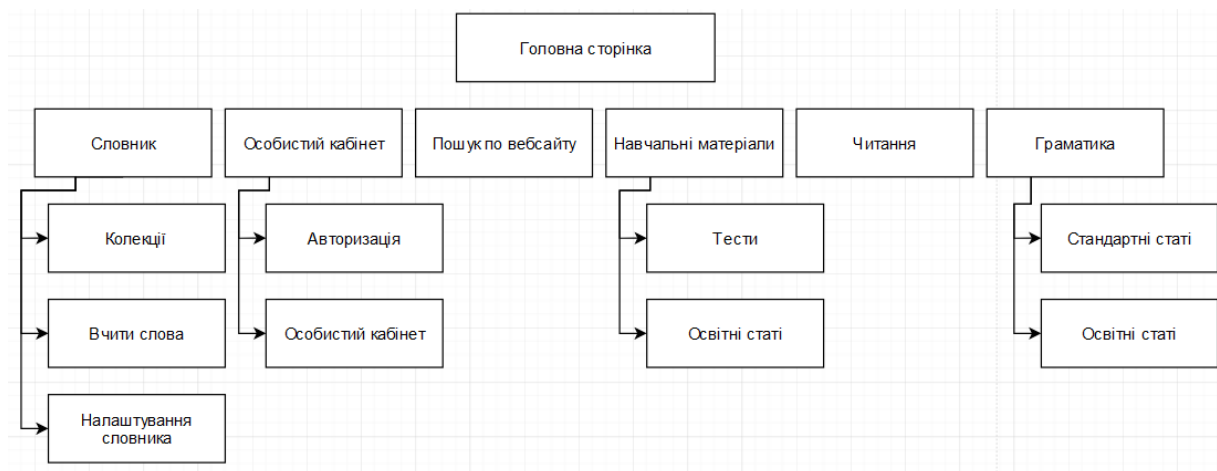 Головна сторінка
Словник
Особистий кабінет
Пошук по вебсайту
Навчальні матеріали
Читання
Граматика
Колекції
Авторизація
Тести
Стандартні статі
Вчити слова
Особистий кабінет
Освітні статі
Освітні статі
Налаштування
словника